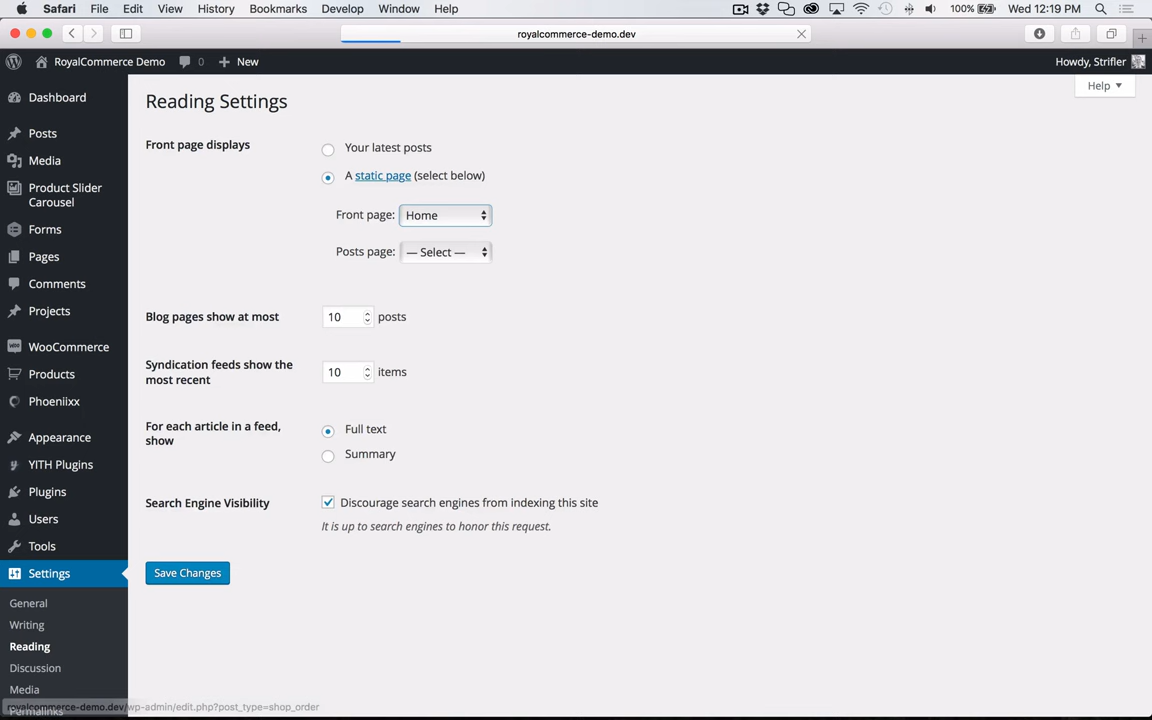 Safari File Edit View History Bookmarks Develop Window Help 100% Wed 12:19 PM
royalcommerce-demo.dev
RoyalCommerce Demo 0 New Howdy, Strifler
Help
Dashboard
Posts
Media
Product Slider
Carousel
Forms
Pages
Comments
Projects
WooCommerce
Products
Phoeniixx
Appearance
YITH Plugins
Plugins
Users
Tools
Settings
General
Writing
Reading
Discussion
Media
Permalinks
royalcommerce-demo.dev/wp-admin/edit.php?post_type=shop_order
Reading Settings
Front page displays
Your latest posts
A static page (select below)
Front page: Home
Posts page: — Select —
Blog pages show at most 10 posts
Syndication feeds show the
most recent
10 items
For each article in a feed,
show
Full text
Summary
Search Engine Visibility
Discourage search engines from indexing this site
It is up to search engines to honor this request.
Save Changes